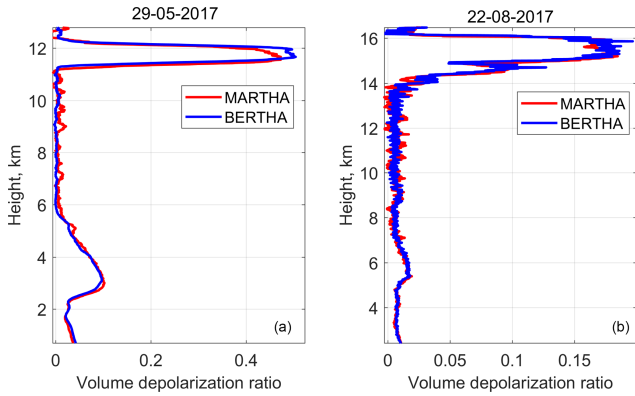 29-05-2017
22-08-2017
12
10
8
6
4
2
Height, km
MARTHA
BERTHA
(a)
0
0.2
0.4
Volume depolarization ratio
16
14
12
10
8
6
4
Height, km
MARTHA
BERTHA
(b)
0
0.05
0.1
0.15
Volume depolarization ratio